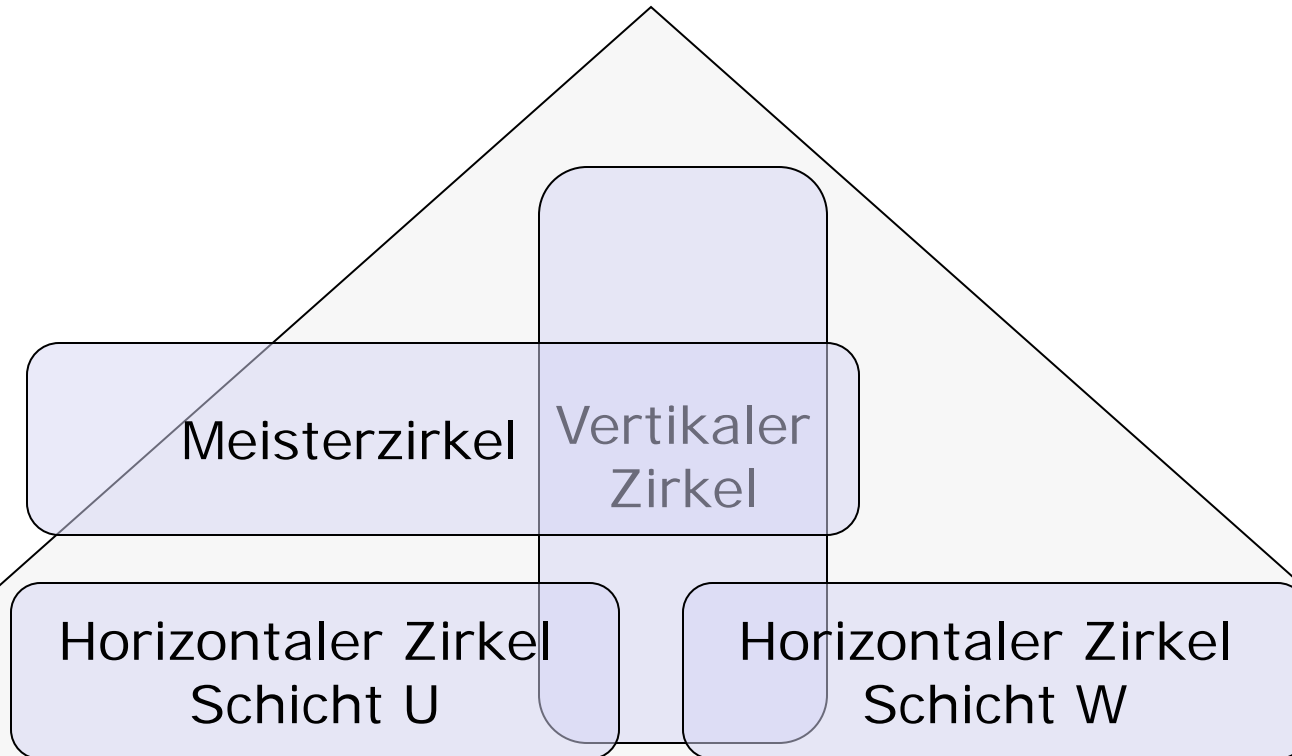 Meisterzirkel
Vertikaler
Zirkel
Horizontaler Zirkel
Schicht U
Horizontaler Zirkel
Schicht W